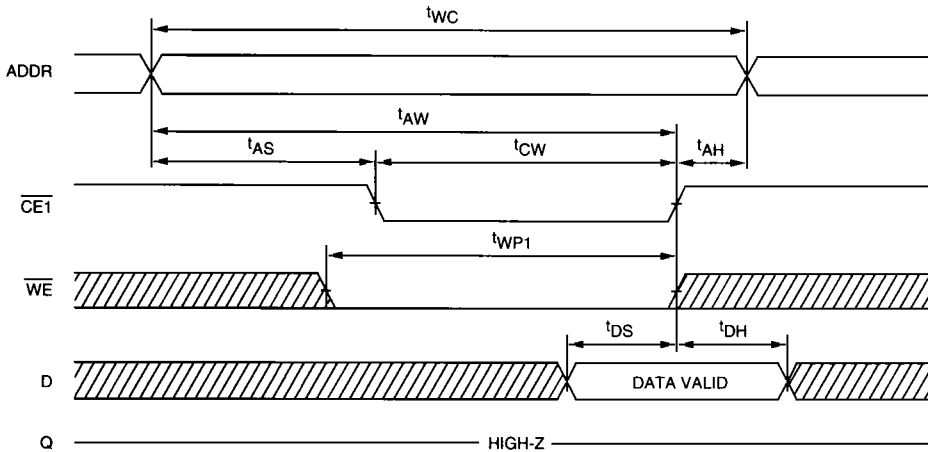 tWC
ADDR
tAW
tAS
tCW
tAH
CE1
tWP1
WE
tDS
tDH
D
DATA VALID
Q
HIGH-Z